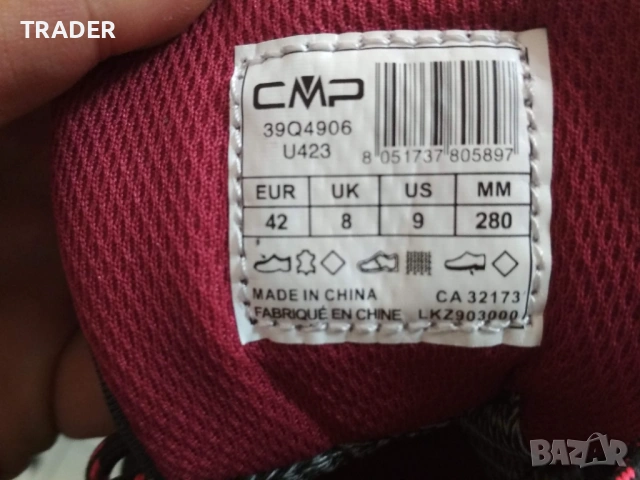 TRADER
CMP
39Q4906
U423
8 051737 805897
EUR UK US MM
42 8 9 280
MADE IN CHINA CA 32173
FABRIQUÉ EN CHINE LKZ903000
BAZAR